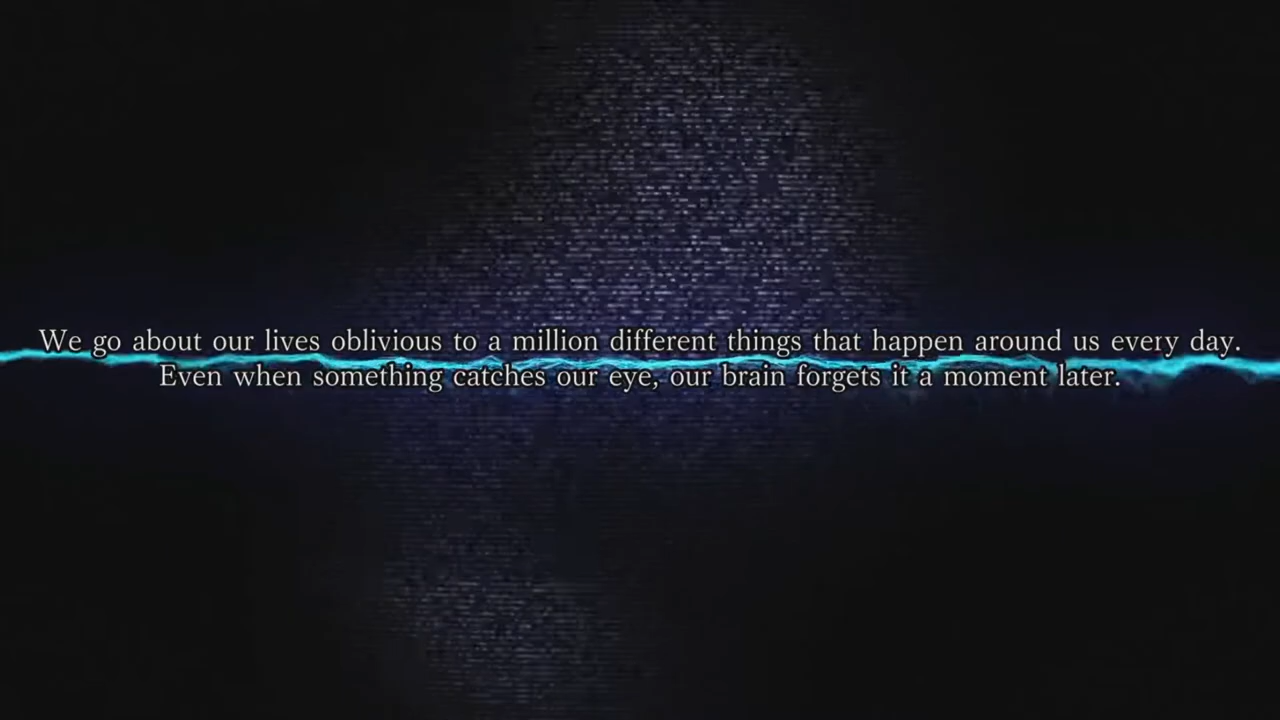 We go about our lives oblivious to a million different things that happen around us every day.
Even when something catches our eye, our brain forgets it a moment later.